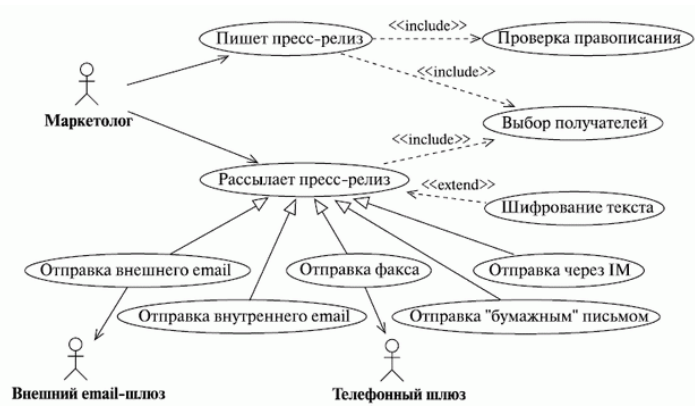 Пишет пресс-релиз
<<include>>
Проверка правописания
<<include>>
Маркетолог
Выбор получателей
<<include>>
Рассылает пресс-релиз
<<extend>>
Шифрование текста
Отправка внешнего email
Отправка факса
Отправка через IM
Отправка внутреннего email
Отправка "бумажным" письмом
Внешний email-шлюз
Телефонный шлюз